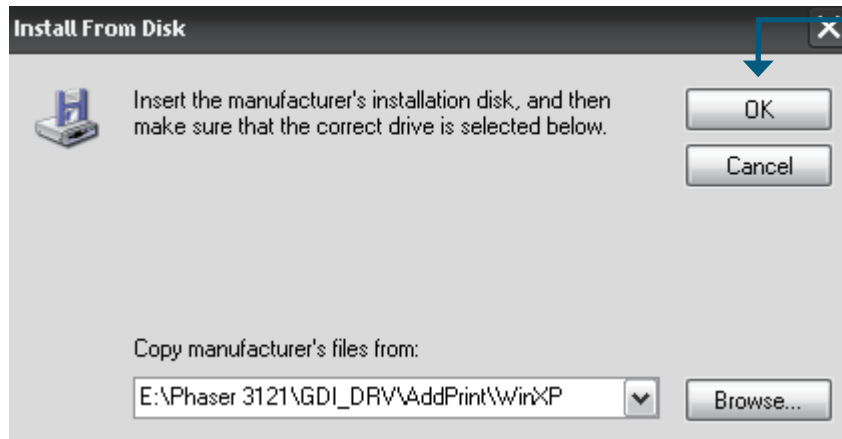 Install From Disk
Insert the manufacturer's installation disk, and then
make sure that the correct drive is selected below.
OK
Cancel
Copy manufacturer's files from:
E:\Phaser 3121\GDI_DRV\AddPrint\WinXP
Browse...